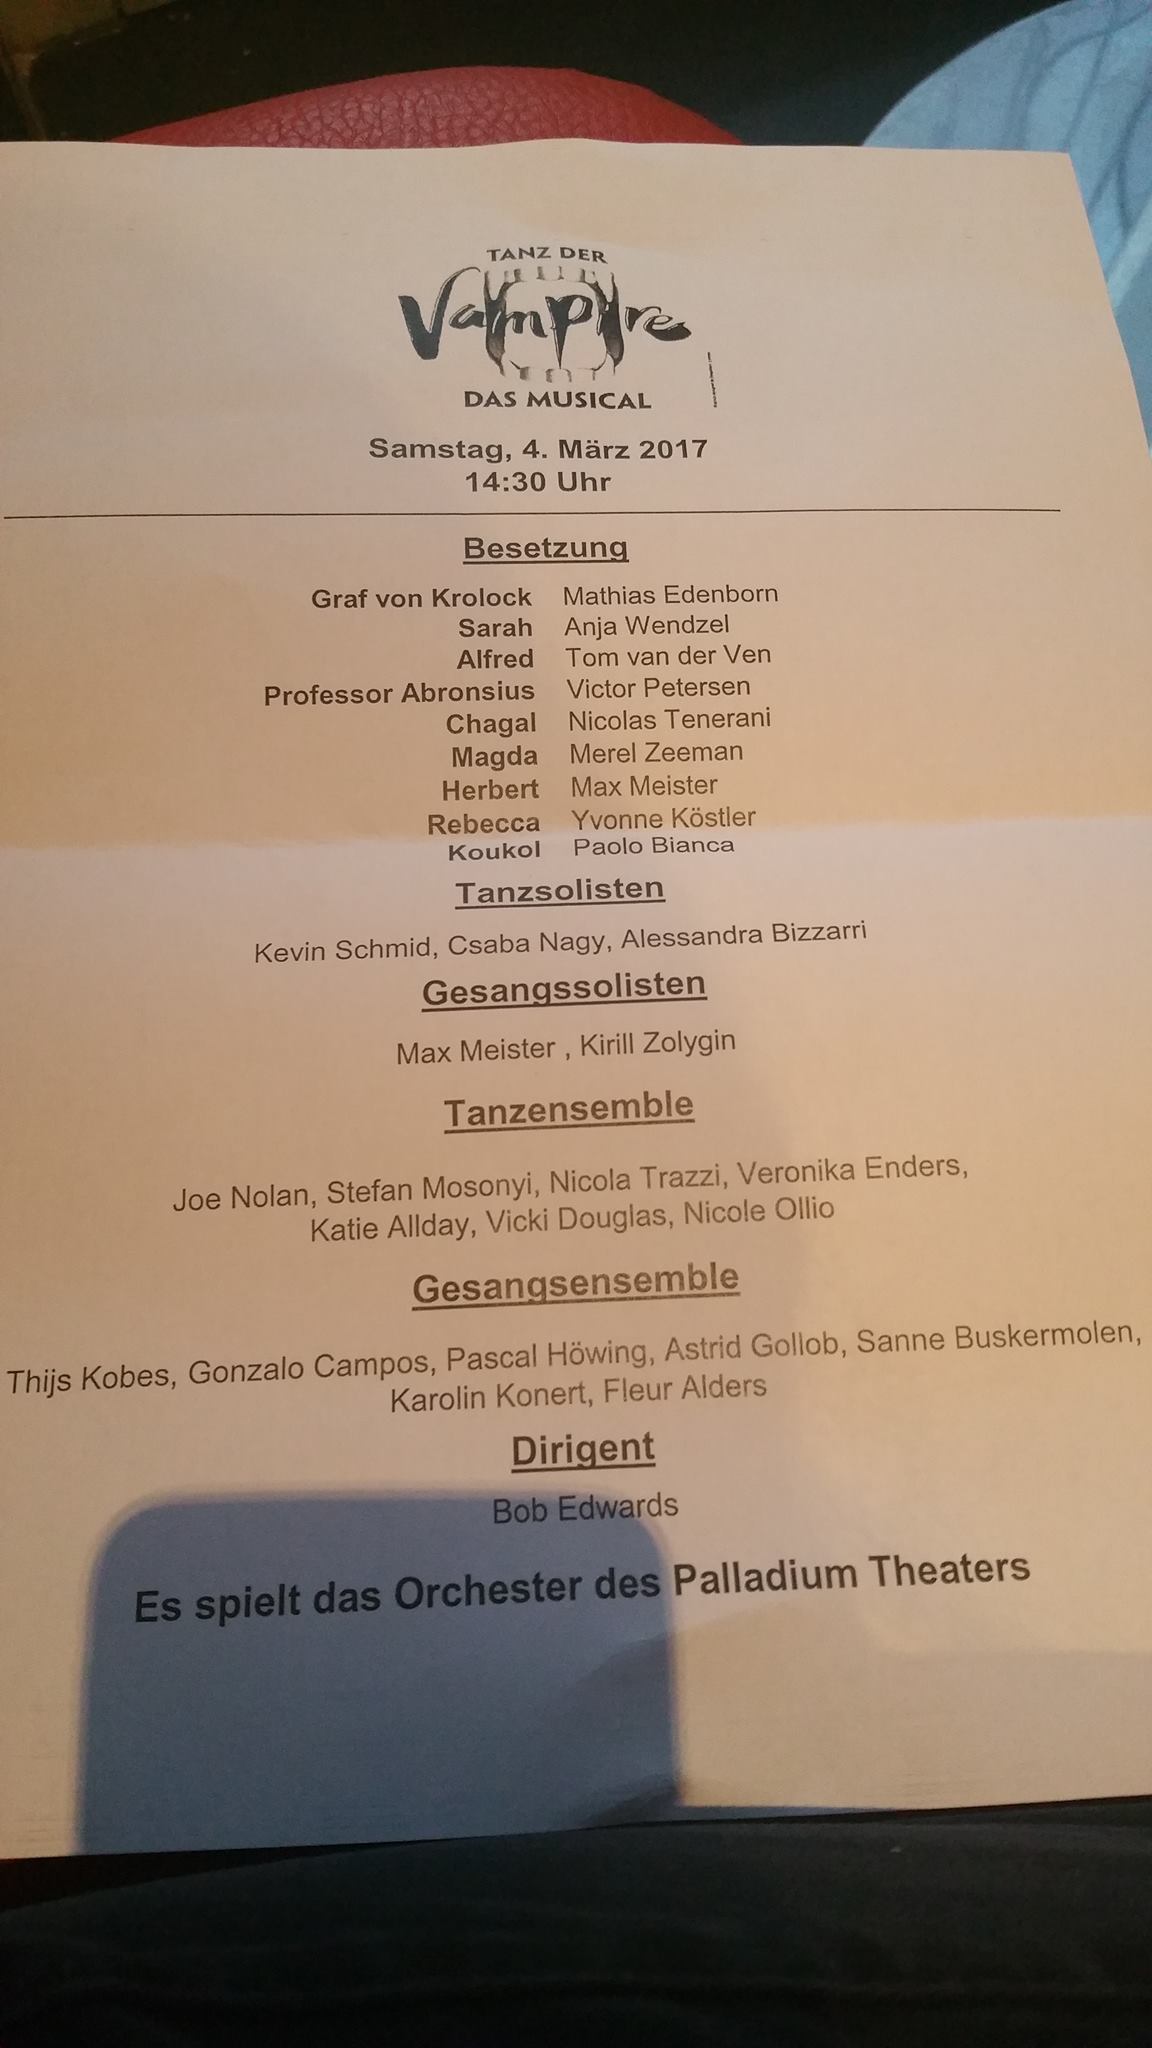 TANZ DER
Vampire
DAS MUSICAL
Samstag, 4. März 2017
14:30 Uhr
Besetzung
Graf von Krolock Mathias Edenborn
Sarah Anja Wendzel
Alfred Tom van der Ven
Professor Abronsius Victor Petersen
Chagal Nicolas Tenerani
Magda Merel Zeeman
Herbert Max Meister
Rebecca Yvonne Köstler
Koukol Paolo Bianca
Tanzsolisten
Kevin Schmid, Csaba Nagy, Alessandra Bizzarri
Gesangssolisten
Max Meister , Kirill Zolygin
Tanzensemble
Joe Nolan, Stefan Mosonyi, Nicola Trazzi, Veronika Enders,
Katie Allday, Vicki Douglas, Nicole Ollio
Gesangsensemble
Thijs Kobes, Gonzalo Campos, Pascal Höwing, Astrid Gollob, Sanne Buskermolen,
Karolin Konert, Fleur Alders
Dirigent
Bob Edwards
Es spielt das Orchester des Palladium Theaters